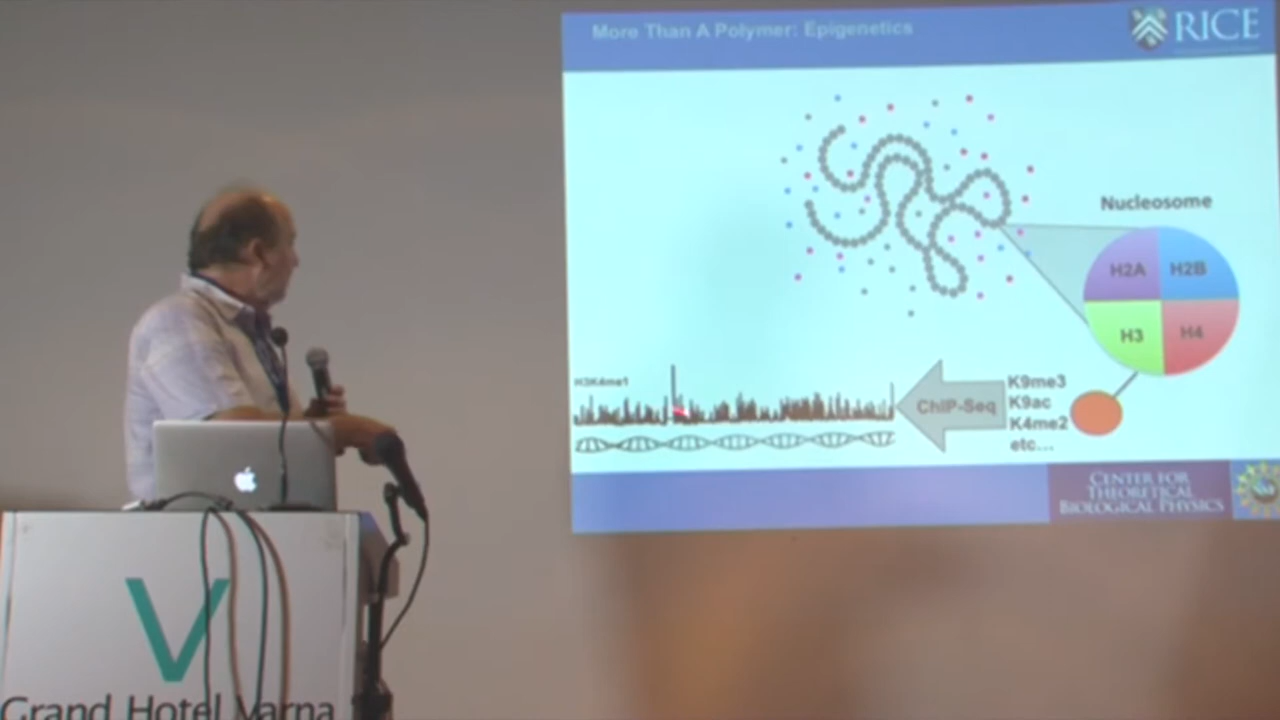 More Than A Polymer: Epigenetics
RICE
Nucleosome
H2A
H2B
H3
H4
H3K4me1
ChIP-Seq
K9me3
K9ac
K4me2
etc...
CENTER FOR
THEORETICAL
BIOLOGICAL PHYSICS
V
Grand Hotel Varna